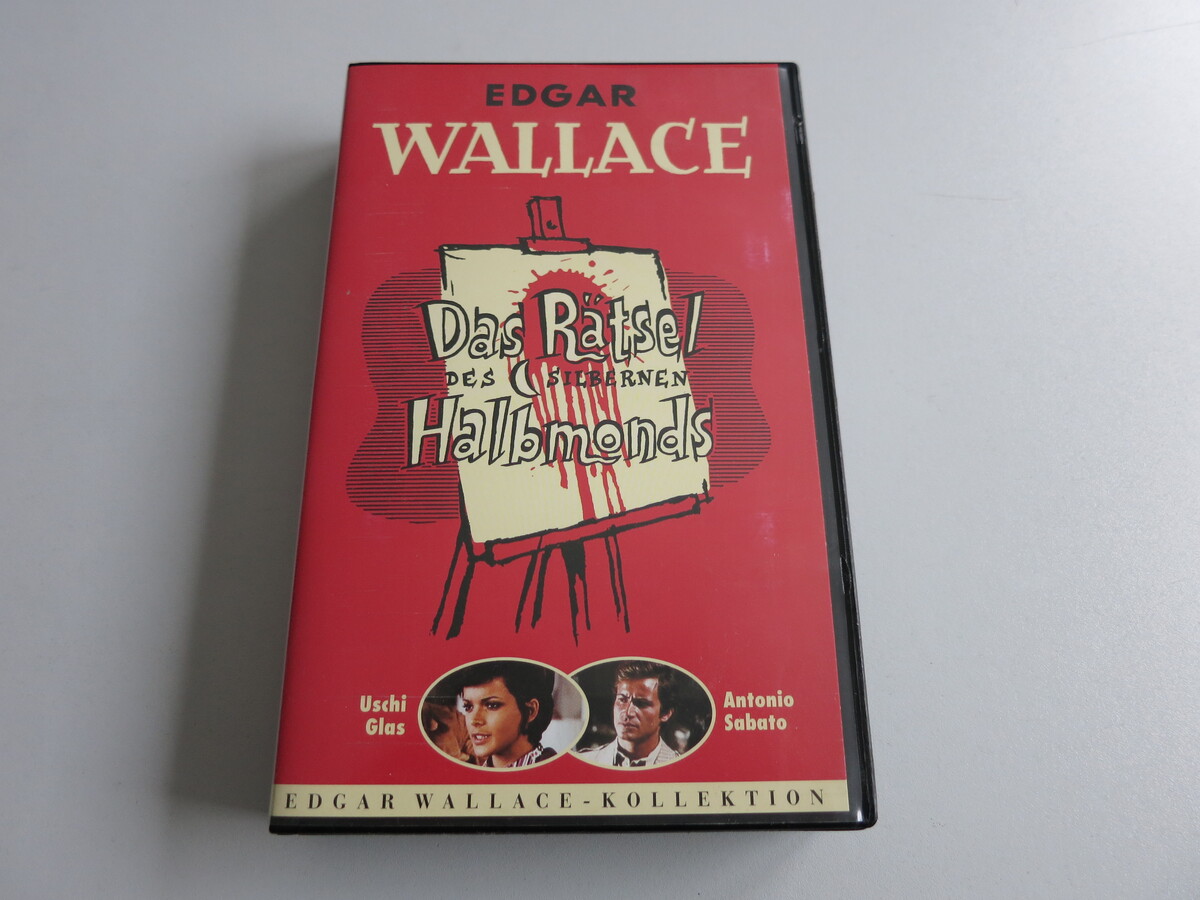 EDGAR
WALLACE
Das Rätsel
DES SILBERNEN
Halbmonds
Uschi
Glas
Antonio
Sabato
EDGAR WALLACE-KOLLEKTION